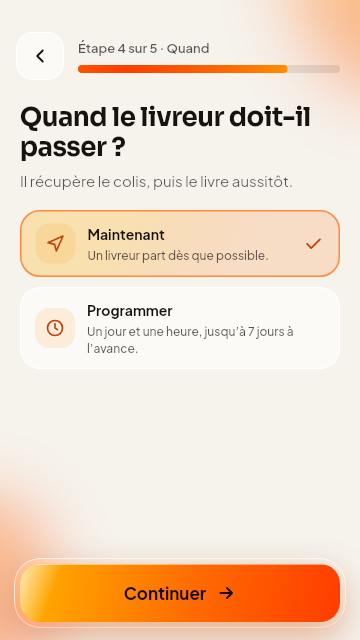 Étape 4 sur 5 · Quand
Quand le livreur doit-il
passer ?
Il récupère le colis, puis le livre aussitôt.
Maintenant
Un livreur part dès que possible.
Programmer
Un jour et une heure, jusqu'à 7 jours à
l'avance.
Continuer →